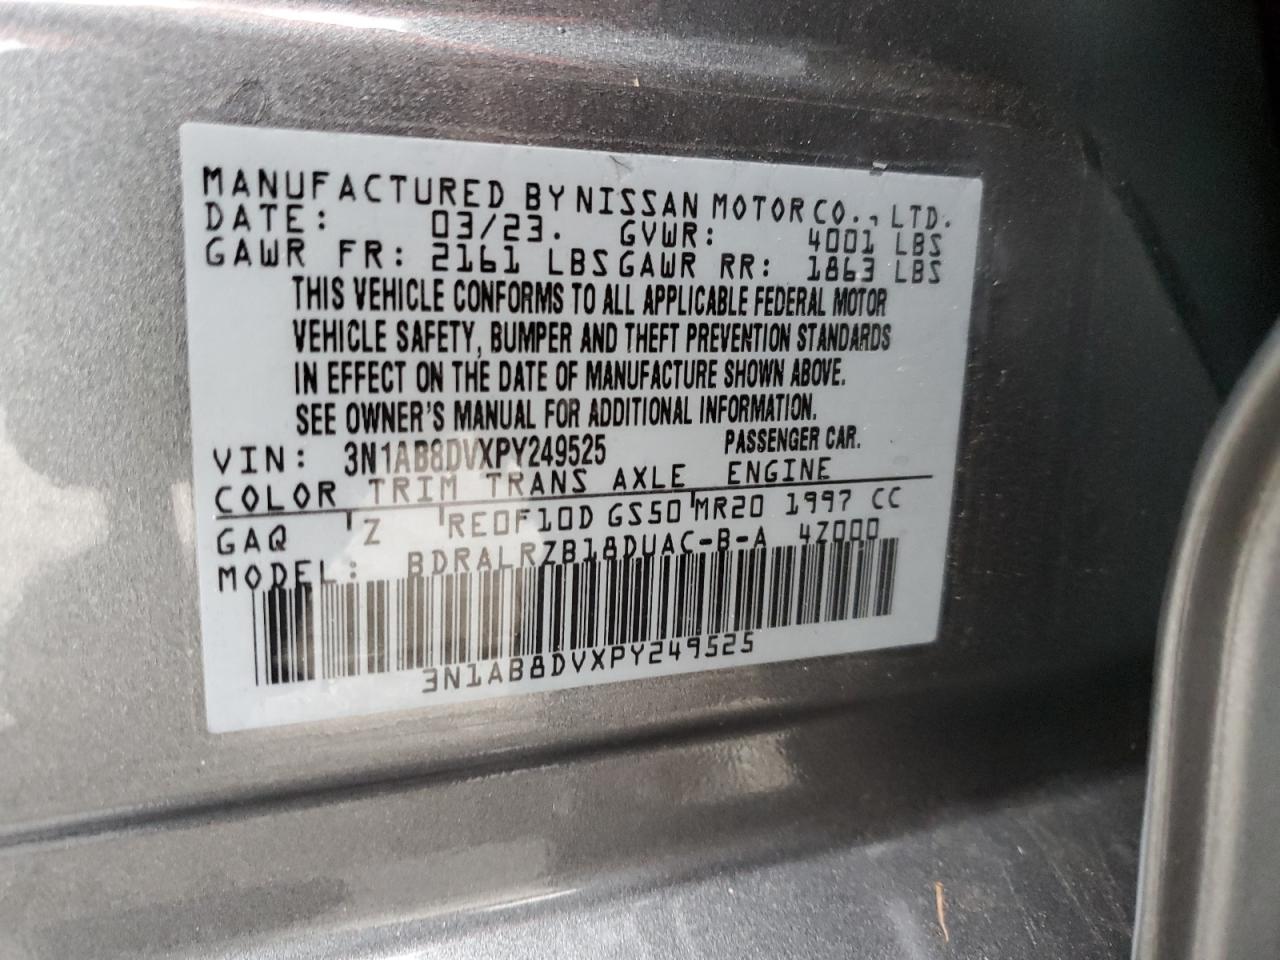 MANUFACTURED BY NISSAN MOTOR CO., LTD.
DATE: 03/23. GVWR: 4001 LBS
GAWR FR: 2161 LBS GAWR RR: 1863 LBS
THIS VEHICLE CONFORMS TO ALL APPLICABLE FEDERAL MOTOR
VEHICLE SAFETY, BUMPER AND THEFT PREVENTION STANDARDS
IN EFFECT ON THE DATE OF MANUFACTURE SHOWN ABOVE.
SEE OWNER'S MANUAL FOR ADDITIONAL INFORMATION.
VIN: 3N1AB8DVXPY249525 PASSENGER CAR.
COLOR TRIM TRANS AXLE ENGINE
GAQ Z RE0F10D GS50 MR20 1997 CC
MODEL: BDRALRZB18DUAC-B-A 4Z000
3N1AB8DVXPY249525